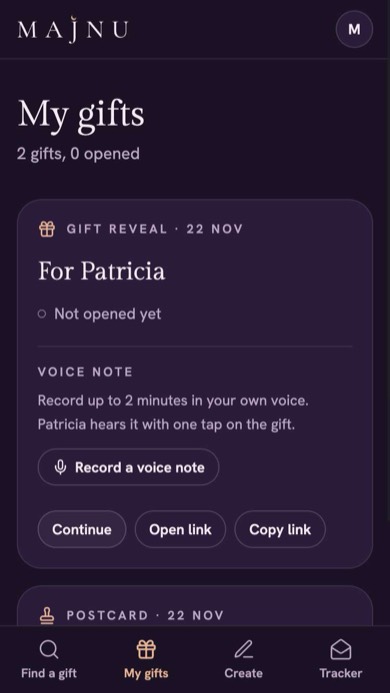 MAJNU
M
My gifts
2 gifts, 0 opened
GIFT REVEAL · 22 NOV
For Patricia
Not opened yet
VOICE NOTE
Record up to 2 minutes in your own voice.
Patricia hears it with one tap on the gift.
Record a voice note
Continue
Open link
Copy link
POSTCARD · 22 NOV
Find a gift
My gifts
Create
Tracker